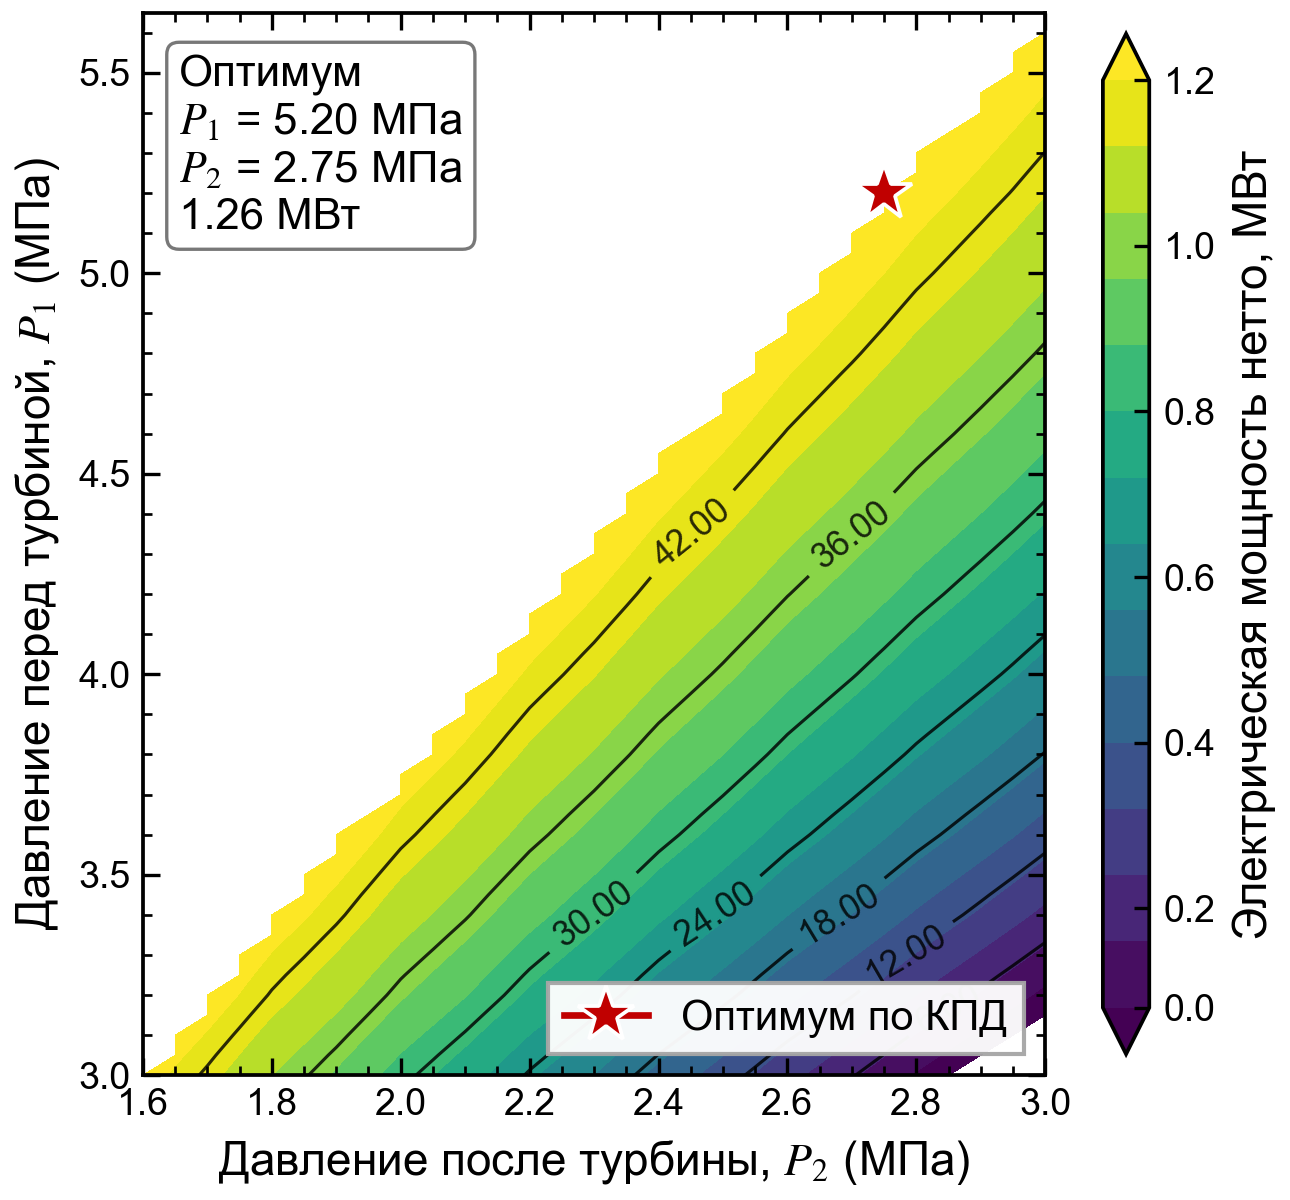 Оптимум
P₁ = 5.20 МПа
P₂ = 2.75 МПа
1.26 МВт
Давление перед турбиной, P₁ (МПа)
5.5
5.0
4.5
4.0
3.5
3.0
42.00
36.00
30.00
24.00
18.00
12.00
Оптимум по КПД
1.6 1.8 2.0 2.2 2.4 2.6 2.8 3.0
Давление после турбины, P₂ (МПа)
1.2
1.0
0.8
0.6
0.4
0.2
0.0
Электрическая мощность нетто, МВт